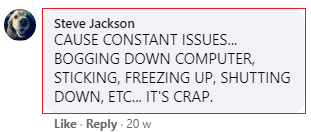 Steve Jackson
CAUSE CONSTANT ISSUES...
BOGGING DOWN COMPUTER,
STICKING, FREEZING UP, SHUTTING
DOWN, ETC... IT'S CRAP.
Like · Reply · 20 w